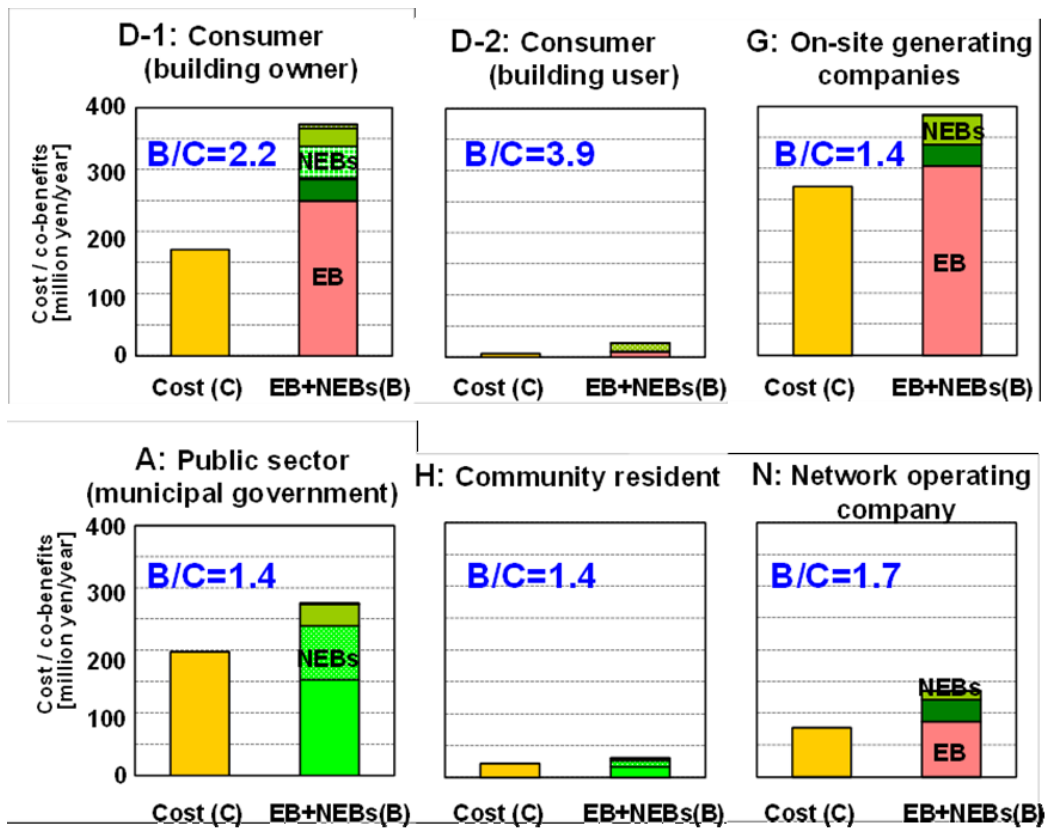 D-1: Consumer
(building owner)
D-2: Consumer
(building user)
G: On-site generating
companies
Cost / co-benefits
[million yen/year]
400
300
200
100
0
B/C=2.2
NEBs
EB
Cost (C)
EB+NEBs(B)
B/C=3.9
Cost (C)
EB+NEBs(B)
B/C=1.4
NEBs
EB
Cost (C)
EB+NEBs(B)
A: Public sector
(municipal government)
H: Community resident
N: Network operating
company
Cost / co-benefits
[million yen/year]
400
300
200
100
0
B/C=1.4
NEBs
Cost (C)
EB+NEBs(B)
B/C=1.4
Cost (C)
EB+NEBs(B)
B/C=1.7
NEBs
EB
Cost (C)
EB+NEBs(B)